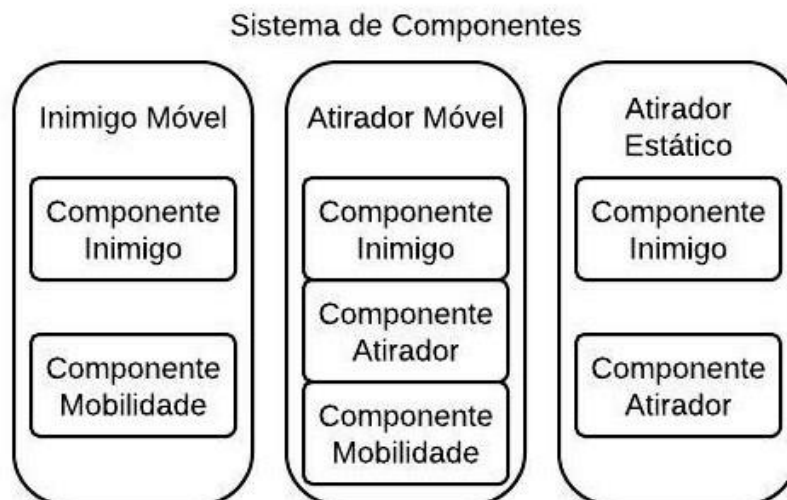 Sistema de Componentes
Inimigo Móvel
Componente
Inimigo
Componente
Mobilidade
Atirador Móvel
Componente
Inimigo
Componente
Atirador
Componente
Mobilidade
Atirador
Estático
Componente
Inimigo
Componente
Atirador